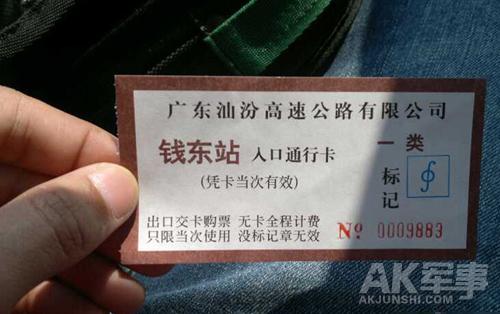 广东汕汾高速公路有限公司
钱东站 入口通行卡
一类
(凭卡当次有效)
标记
∮
出口交卡购票 无卡全程计费
只限当次使用 没标记章无效
№ 0009883
AK军事
AKJUNSHI.COM